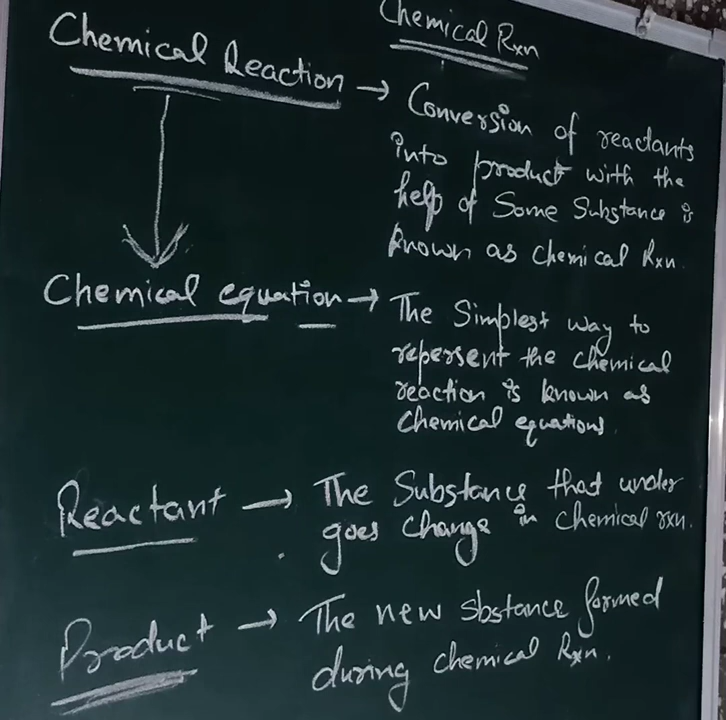 Chemical Rxn
Chemical Reaction → Conversion of reactants
into product with the
help of Some Substance is
known as chemical Rxn.
Chemical equation → The Simplest way to
repersent the chemical
reaction is known as
chemical equations.
Reactant → The Substance that under
goes change in chemical rxn.
Product → The new sbstance formed
during chemical Rxn.